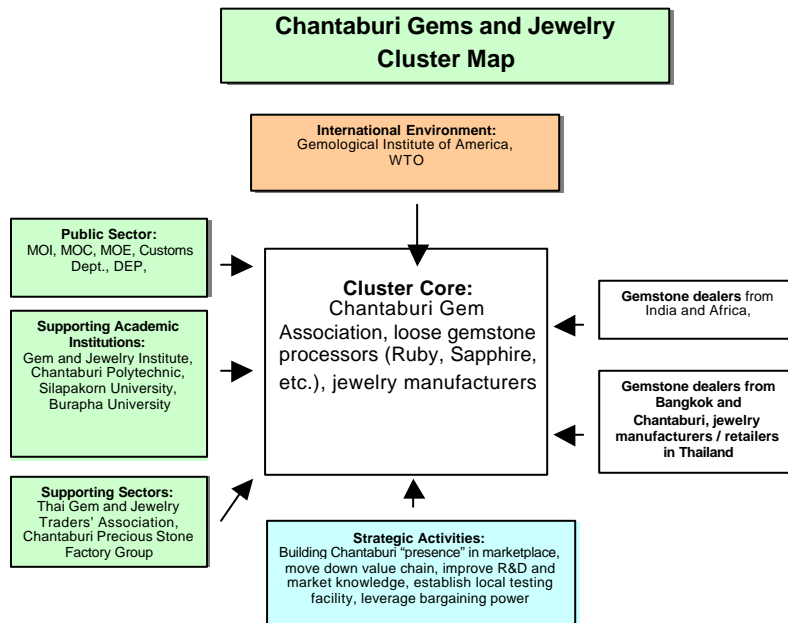 Chantaburi Gems and Jewelry
Cluster Map
International Environment:
Gemological Institute of America,
WTO
Public Sector:
MOI, MOC, MOE, Customs
Dept., DEP,
Supporting Academic
Institutions:
Gem and Jewelry Institute,
Chantaburi Polytechnic,
Silapakorn University,
Burapha University
Supporting Sectors:
Thai Gem and Jewelry
Traders' Association,
Chantaburi Precious Stone
Factory Group
Cluster Core:
Chantaburi Gem
Association, loose gemstone
processors (Ruby, Sapphire,
etc.), jewelry manufacturers
Gemstone dealers from
India and Africa,
Gemstone dealers from
Bangkok and
Chantaburi, jewelry
manufacturers / retailers
in Thailand
Strategic Activities:
Building Chantaburi “presence” in marketplace,
move down value chain, improve R&D and
market knowledge, establish local testing
facility, leverage bargaining power